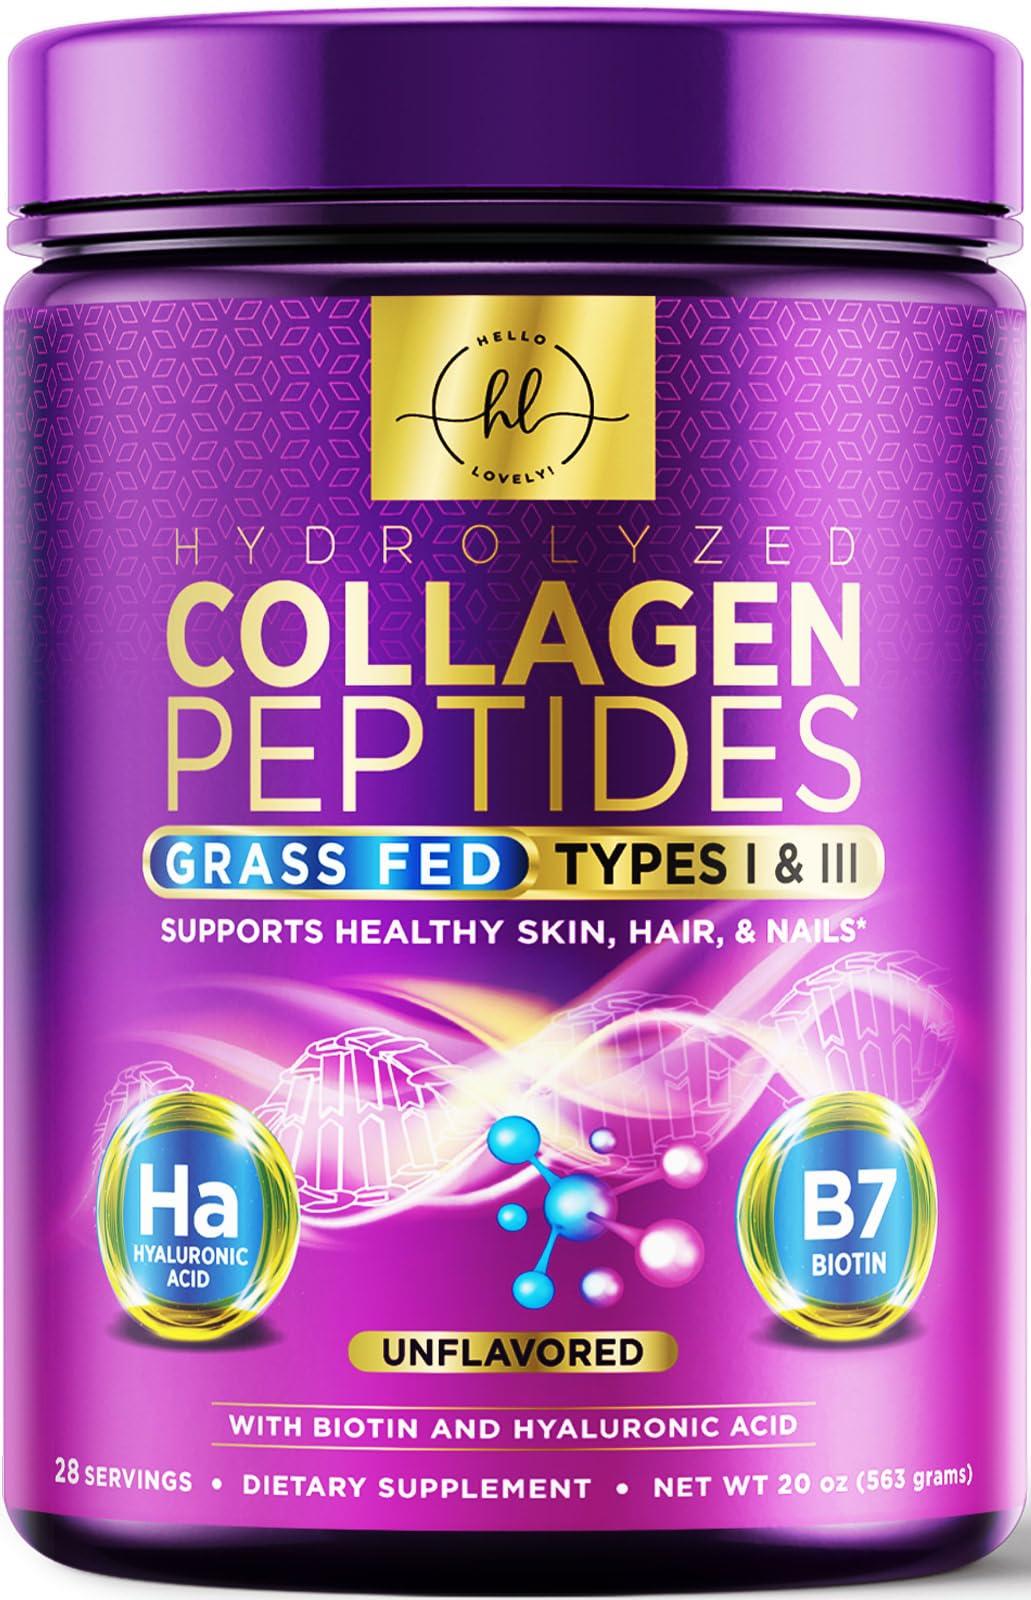 HELLO
hl
LOVELY!
HYDROLYZED
COLLAGEN
PEPTIDES
GRASS FED TYPES I & III
SUPPORTS HEALTHY SKIN, HAIR, & NAILS*
Ha
HYALURONIC
ACID
B7
BIOTIN
UNFLAVORED
WITH BIOTIN AND HYALURONIC ACID
28 SERVINGS • DIETARY SUPPLEMENT • NET WT 20 oz (563 grams)